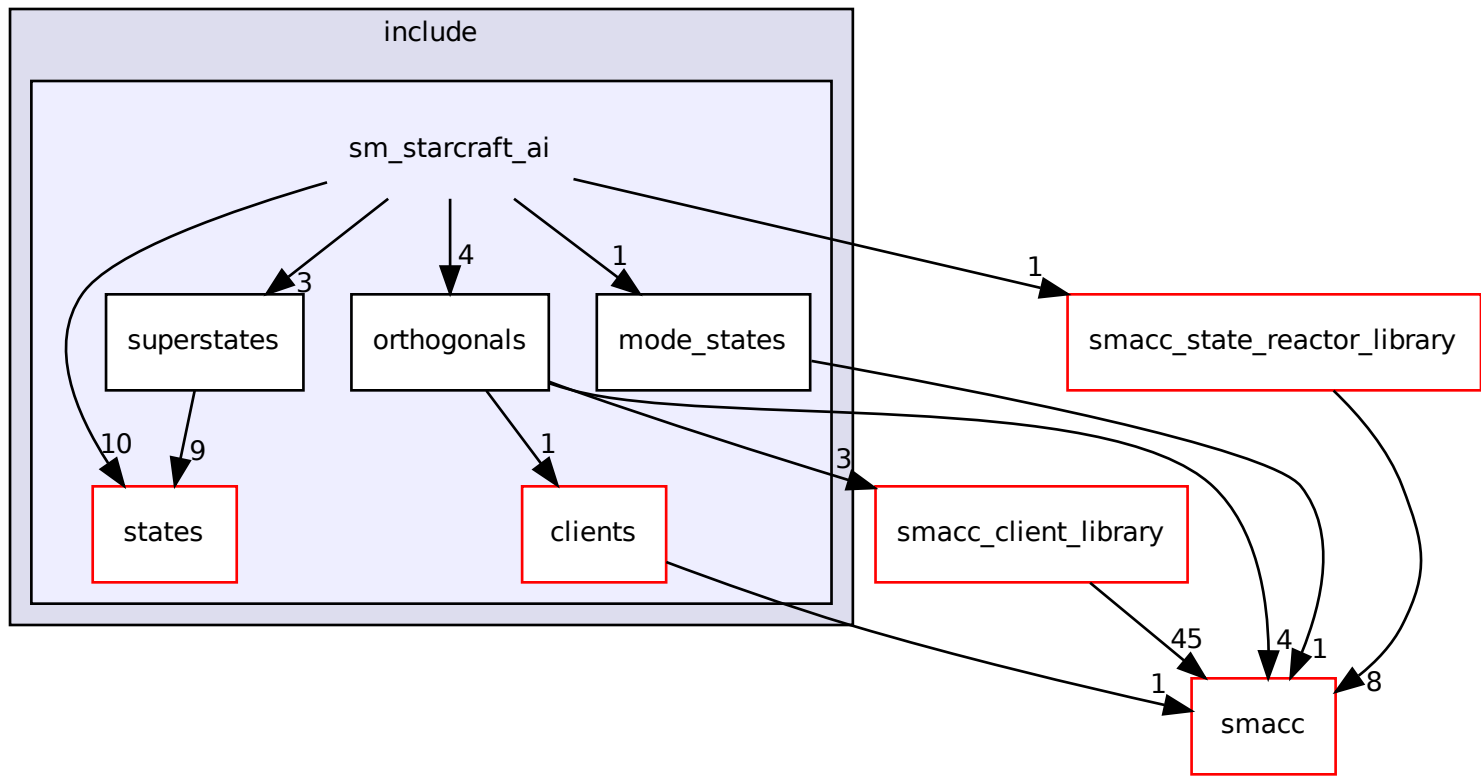 include
sm_starcraft_ai
1
1
4
3
superstates
orthogonals
mode_states
smacc_state_reactor_library
10
9
1
3
states
clients
smacc_client_library
45
4
1
1
8
smacc